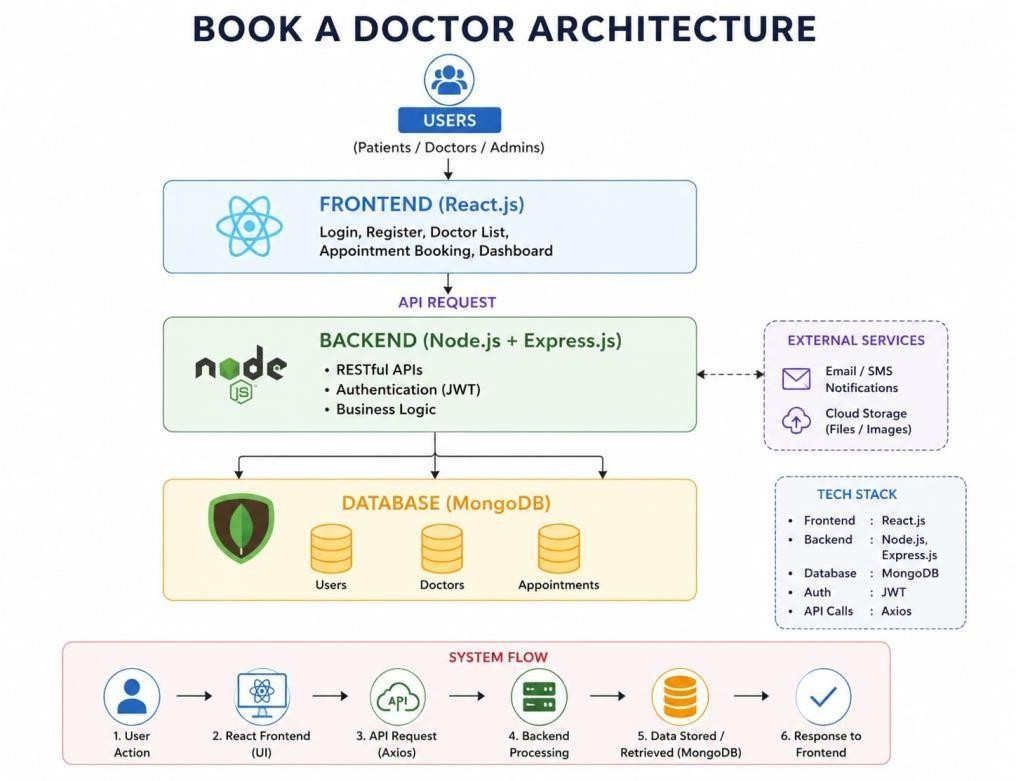 BOOK A DOCTOR ARCHITECTURE
USERS
(Patients / Doctors / Admins)
FRONTEND (React.js)
Login, Register, Doctor List,
Appointment Booking, Dashboard
API REQUEST
BACKEND (Node.js + Express.js)
• RESTful APIs
• Authentication (JWT)
• Business Logic
node
JS
EXTERNAL SERVICES
Email / SMS
Notifications
Cloud Storage
(Files / Images)
DATABASE (MongoDB)
Users
Doctors
Appointments
TECH STACK
• Frontend : React.js
• Backend : Node.js,
Express.js
• Database : MongoDB
• Auth : JWT
• API Calls : Axios
SYSTEM FLOW
API
1. User
Action
2. React Frontend
(UI)
3. API Request
(Axios)
4. Backend
Processing
5. Data Stored /
Retrieved (MongoDB)
6. Response to
Frontend